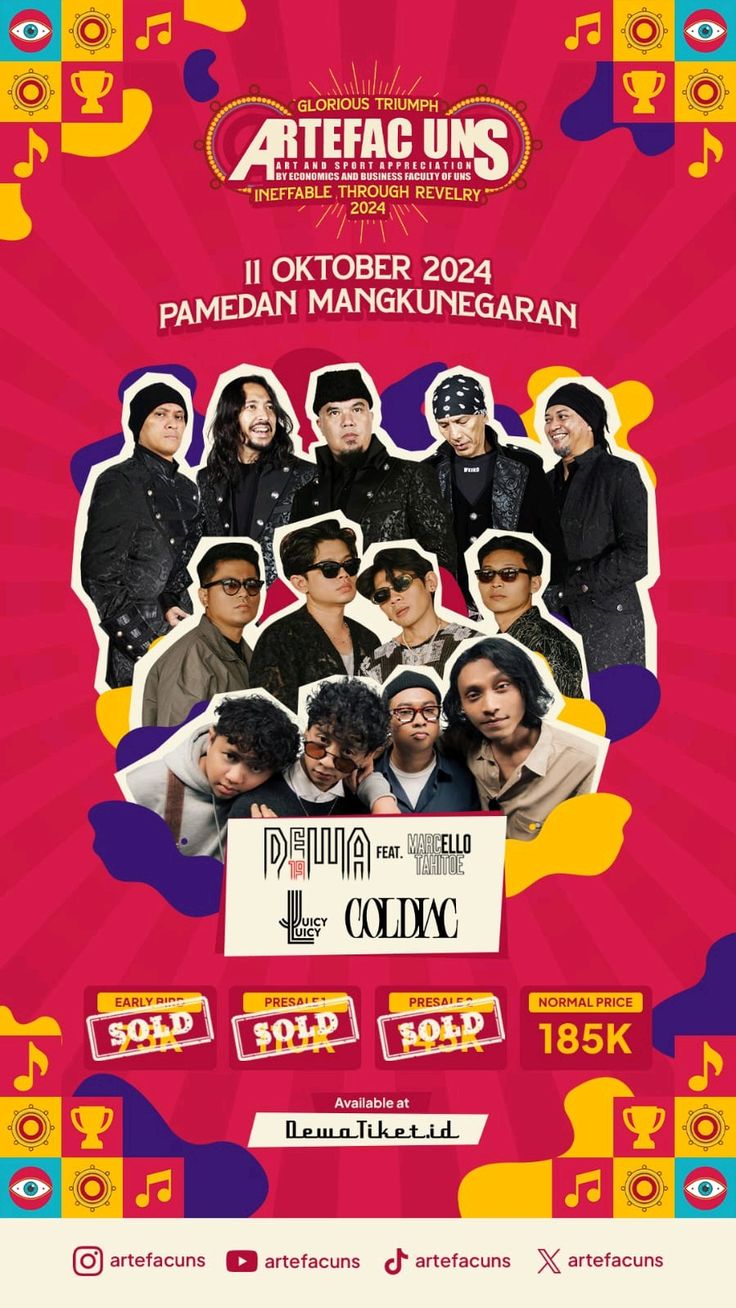 GLORIOUS TRIUMPH
ARTEFAC UNS
ART AND SPORT APPRECIATION
BY ECONOMICS AND BUSINESS FACULTY OF UNS
INEFFABLE THROUGH REVELRY
2024
11 OKTOBER 2024
PAMEDAN MANGKUNEGARAN
WEIRD
DEWA 19 FEAT. MARCELLO TAHITOE
JUICY LUICY COLDIAC
EARLY BIRD PRESALE 1 PRESALE 2 NORMAL PRICE
SOLD SOLD SOLD 185K
Available at
DewaTiket.id
artefacuns artefacuns artefacuns artefacuns